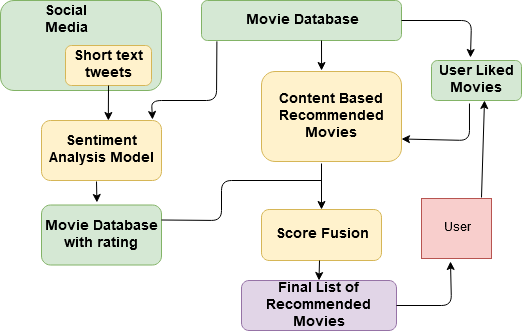 Social
Media
Short text
tweets
Movie Database
User Liked
Movies
Content Based
Recommended
Movies
Sentiment
Analysis Model
Movie Database
with rating
Score Fusion
User
Final List of
Recommended
Movies